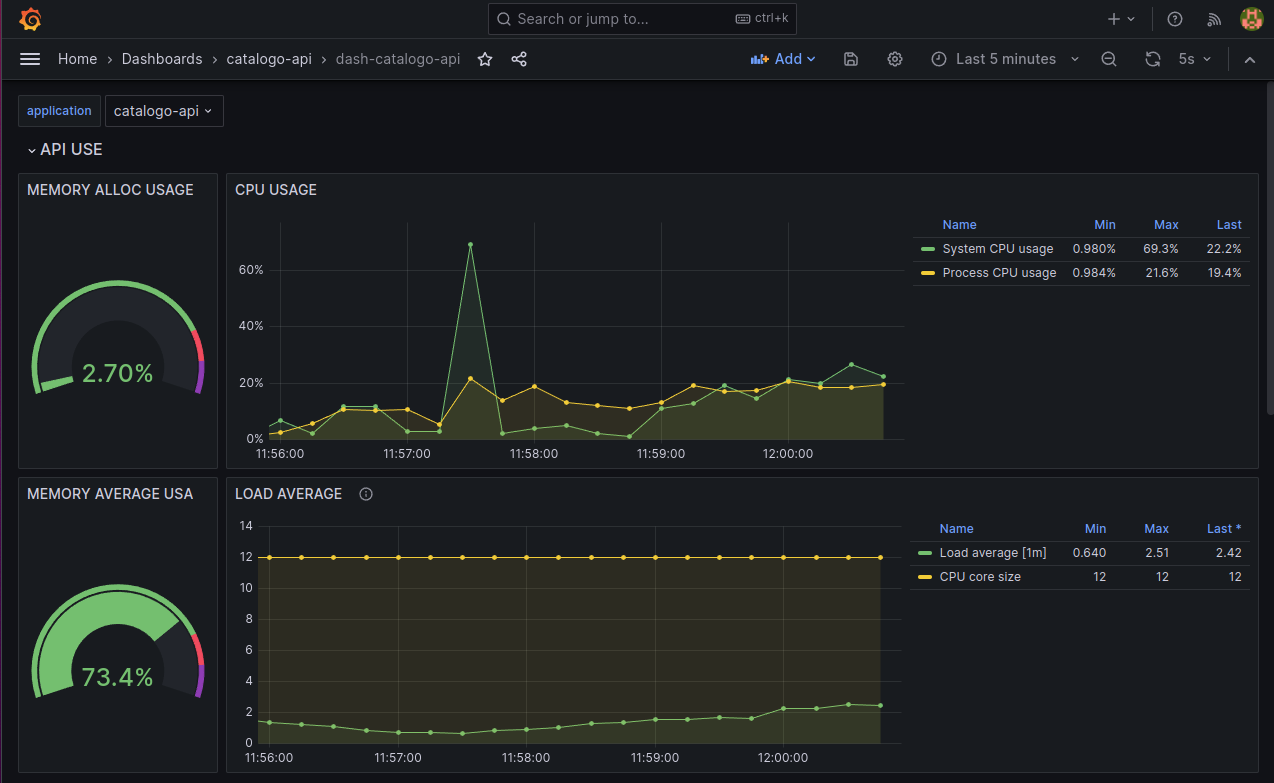 Search or jump to... ctrl+k
Home › Dashboards › catalogo-api › dash-catalogo-api Add Last 5 minutes 5s
application catalogo-api
API USE
MEMORY ALLOC USAGE
2.70%
CPU USAGE
60%
40%
20%
0%
11:56:00 11:57:00 11:58:00 11:59:00 12:00:00
Name Min Max Last
System CPU usage 0.980% 69.3% 22.2%
Process CPU usage 0.984% 21.6% 19.4%
MEMORY AVERAGE USA
73.4%
LOAD AVERAGE
14
12
10
8
6
4
2
0
11:56:00 11:57:00 11:58:00 11:59:00 12:00:00
Name Min Max Last *
Load average [1m] 0.640 2.51 2.42
CPU core size 12 12 12